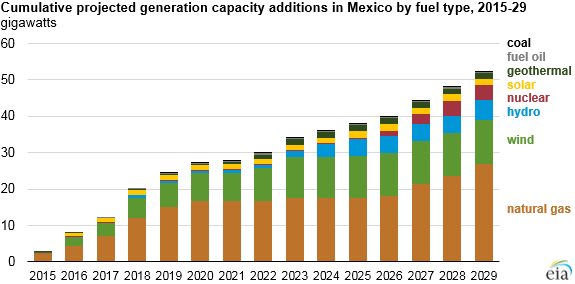 Cumulative projected generation capacity additions in Mexico by fuel type, 2015-29
gigawatts
60
50
40
30
20
10
0
coal
fuel oil
geothermal
solar
nuclear
hydro
wind
natural gas
2015 2016 2017 2018 2019 2020 2021 2022 2023 2024 2025 2026 2027 2028 2029
eia